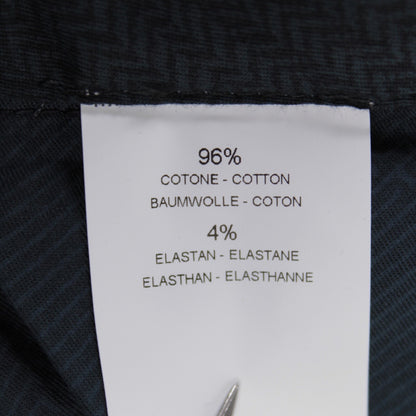 96%
COTONE - COTTON
BAUMWOLLE - COTON
4%
ELASTAN - ELASTANE
ELASTHAN - ELASTHANNE